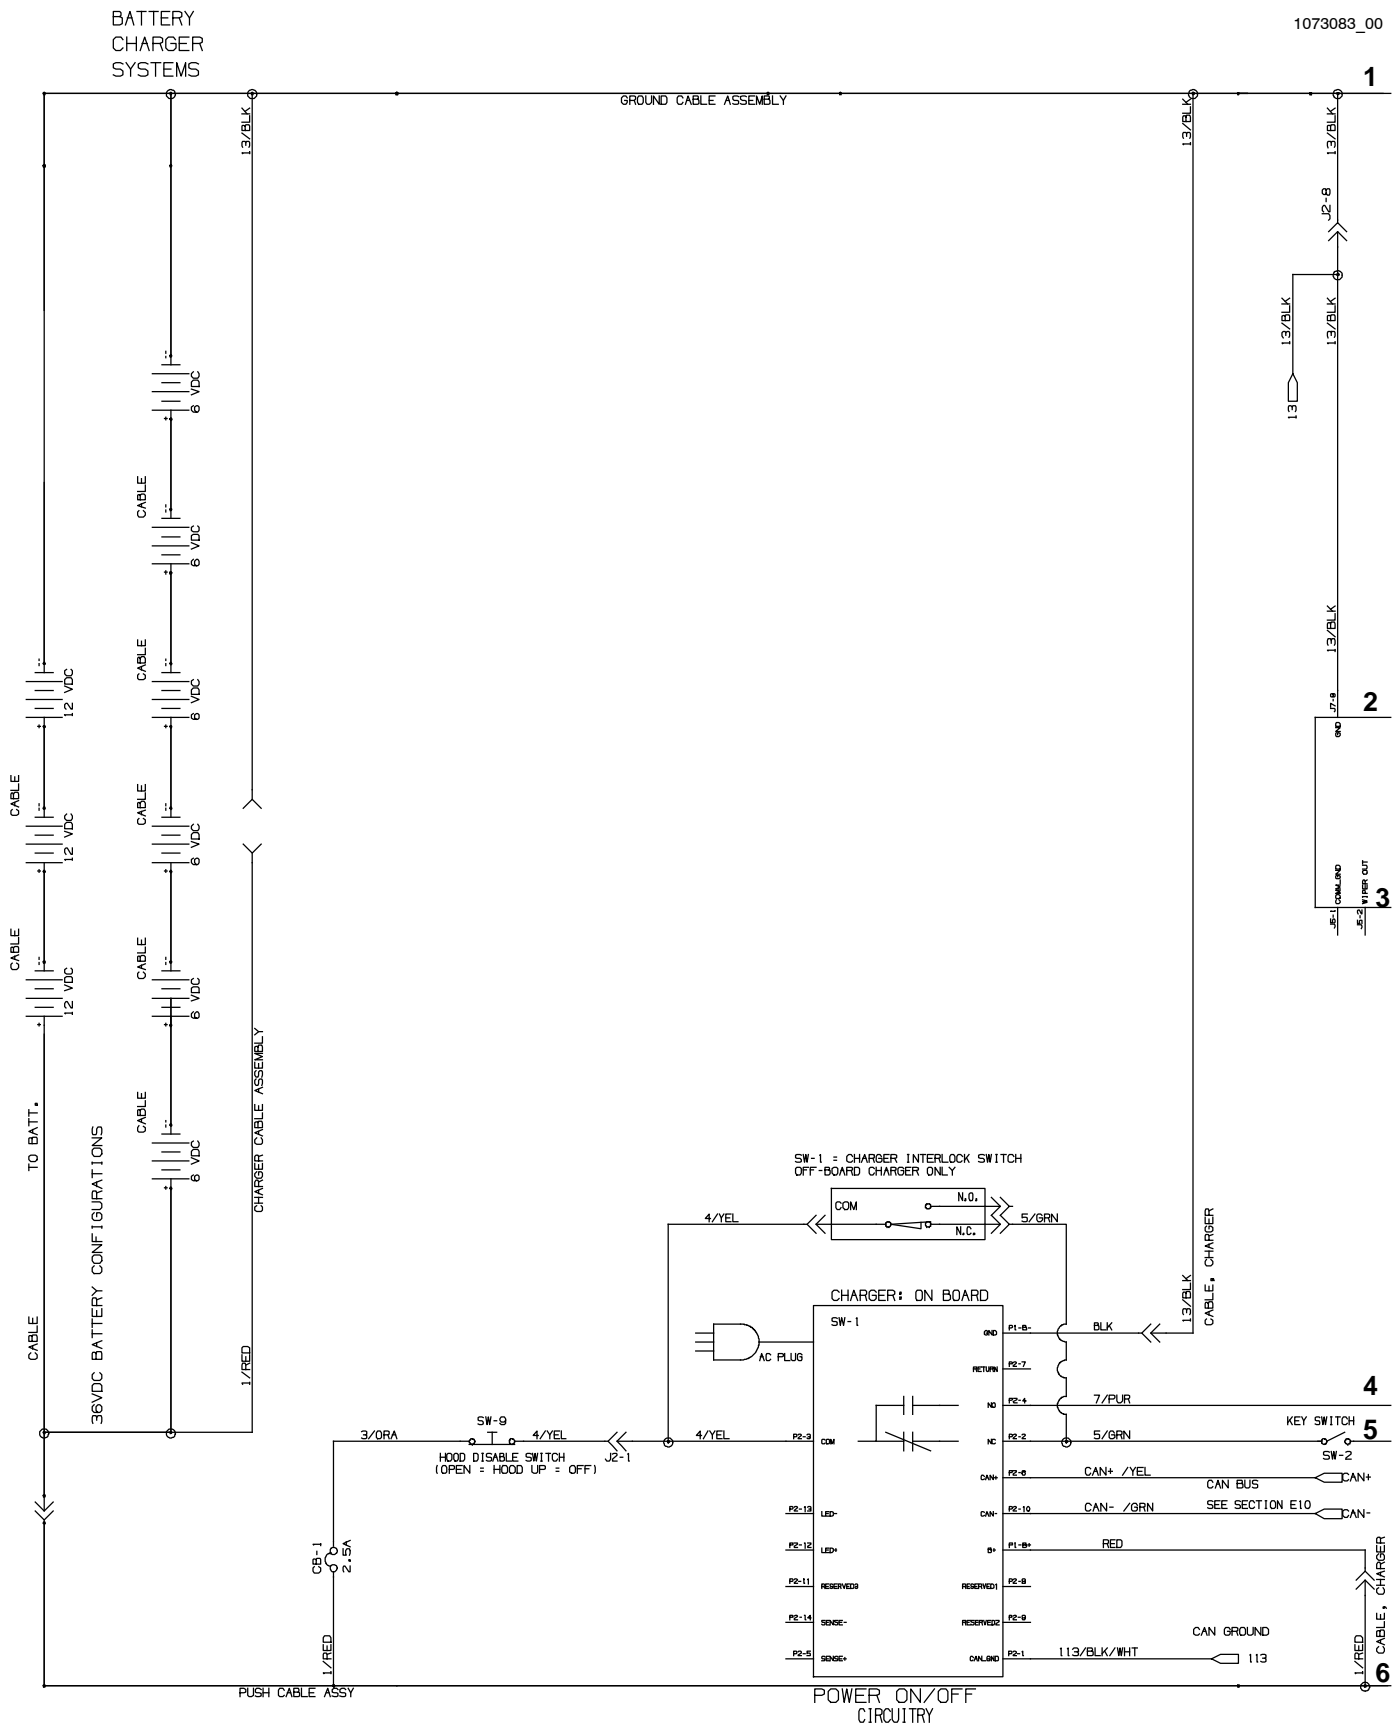 BATTERY
CHARGER
SYSTEMS
1073083_00
1
GROUND CABLE ASSEMBLY
13/BLK
13/BLK
13/BLK
J2-8
13/BLK
13/BLK
13
-
6 VDC
+
CABLE
-
6 VDC
+
CABLE
13/BLK
-
12 VDC
+
-
6 VDC
+
J7-8
2
GND
CABLE
-
12 VDC
+
CABLE
-
6 VDC
+
COMM_GND
WIPER OUT
3
J5-1
J5-2
CABLE
-
12 VDC
+
CABLE
-
6 VDC
+
CHARGER CABLE ASSEMBLY
TO BATT.
CABLE
-
6 VDC
+
36VDC BATTERY CONFIGURATIONS
CABLE
1/RED
SW-1 = CHARGER INTERLOCK SWITCH
OFF-BOARD CHARGER ONLY
COM
N.O.
N.C.
4/YEL
5/GRN
13/BLK
CABLE, CHARGER
CHARGER: ON BOARD
SW-1
AC PLUG
GND
P1-B-
BLK
RETURN
P2-7
NO
P2-4
7/PUR
4
3/ORA
SW-9
4/YEL
J2-1
4/YEL
P2-3
COM
NC
P2-2
5/GRN
KEY SWITCH
5
SW-2
HOOD DISABLE SWITCH
(OPEN = HOOD UP = OFF)
CAN+
P2-6
CAN+ /YEL
CAN BUS
CAN+
P2-13
LED-
CAN-
P2-10
CAN- /GRN
SEE SECTION E10
CAN-
CB-1
2.5A
P2-12
LED+
B+
P1-B+
RED
P2-11
RESERVED3
RESERVED1
P2-8
P2-14
SENSE-
RESERVED2
P2-9
CAN GROUND
P2-5
SENSE+
CAN_GND
P2-1
113/BLK/WHT
113
1/RED
1/RED
CABLE, CHARGER
6
PUSH CABLE ASSY
POWER ON/OFF
CIRCUITRY